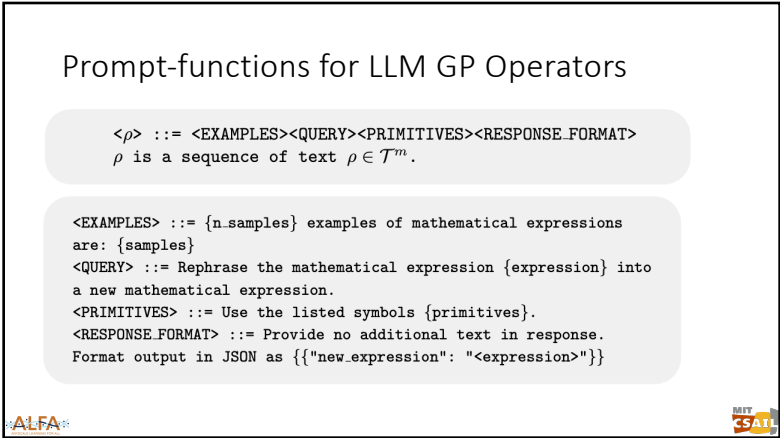 Prompt-functions for LLM GP Operators
<ρ> ::= <EXAMPLES><QUERY><PRIMITIVES><RESPONSE_FORMAT>
ρ is a sequence of text ρ ∈ 𝒯^m.
<EXAMPLES> ::= {n_samples} examples of mathematical expressions
are: {samples}
<QUERY> ::= Rephrase the mathematical expression {expression} into
a new mathematical expression.
<PRIMITIVES> ::= Use the listed symbols {primitives}.
<RESPONSE_FORMAT> ::= Provide no additional text in response.
Format output in JSON as {{"new_expression": "<expression>"}}
ALFA
MIT
CSAIL